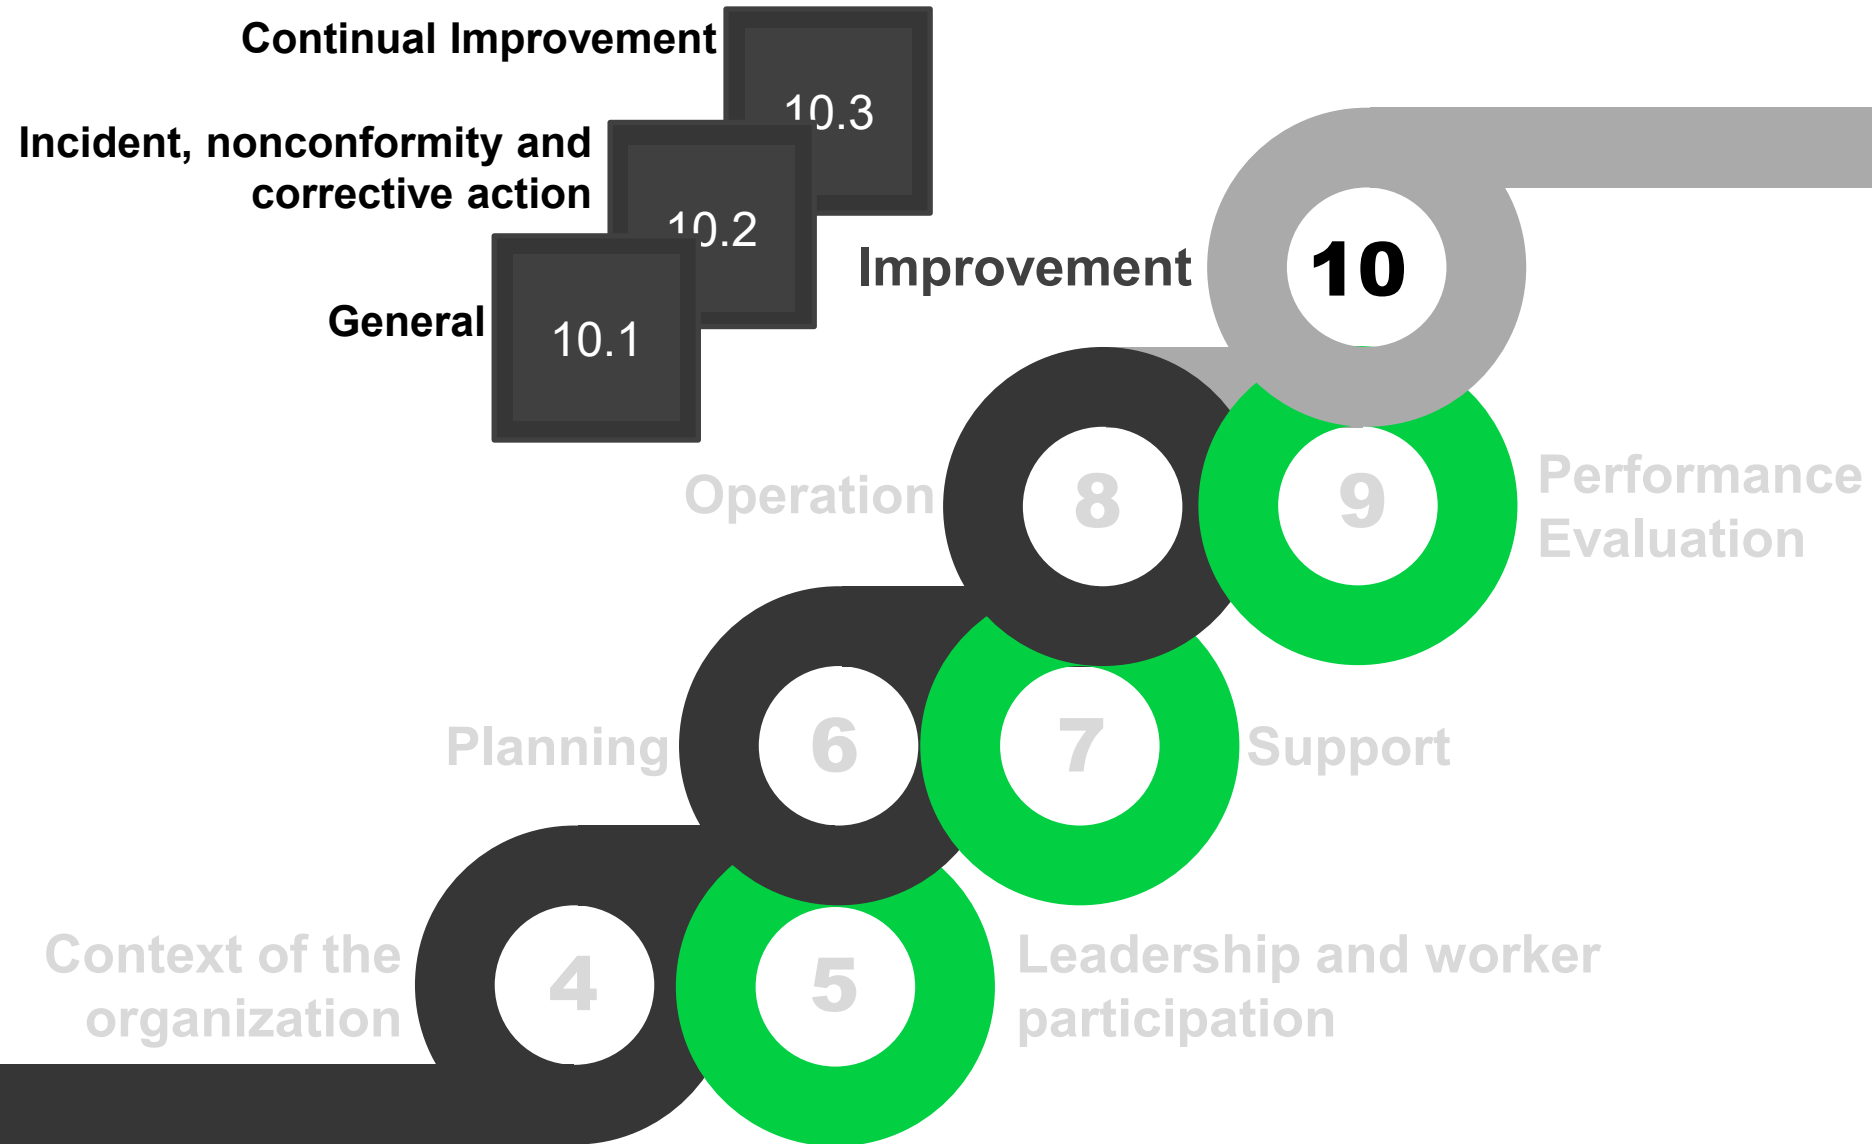 Continual Improvement
10.3
Incident, nonconformity and
corrective action
10.2
General
10.1
Improvement
10
Operation
8
9
Performance
Evaluation
Planning
6
7
Support
Context of the
organization
4
5
Leadership and worker
participation